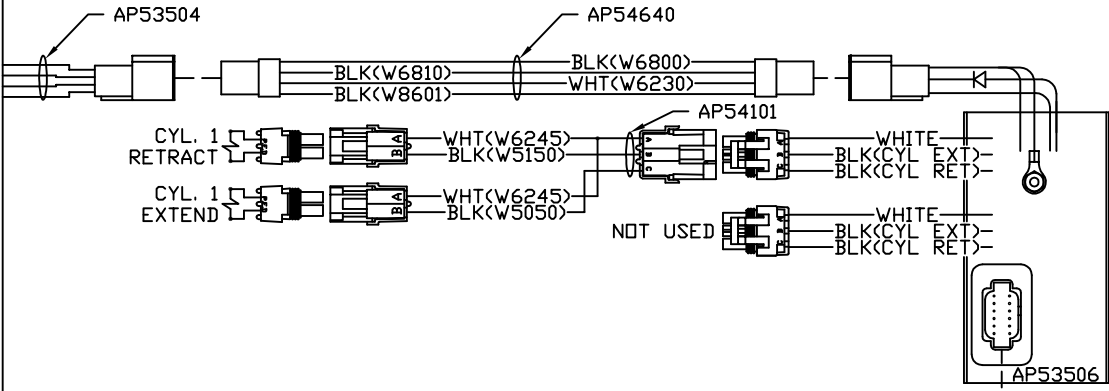 AP53504
AP54640
BLK(W6800)
BLK(W6810)
WHT(W6230)
BLK(W8601)
AP54101
CYL. 1
RETRACT
A
B
WHT(W6245)
BLK(W5150)
A
B
C
WHITE
BLK(CYL EXT)
BLK(CYL RET)
CYL. 1
EXTEND
A
B
WHT(W6245)
BLK(W5050)
NOT USED
WHITE
BLK(CYL EXT)
BLK(CYL RET)
AP53506